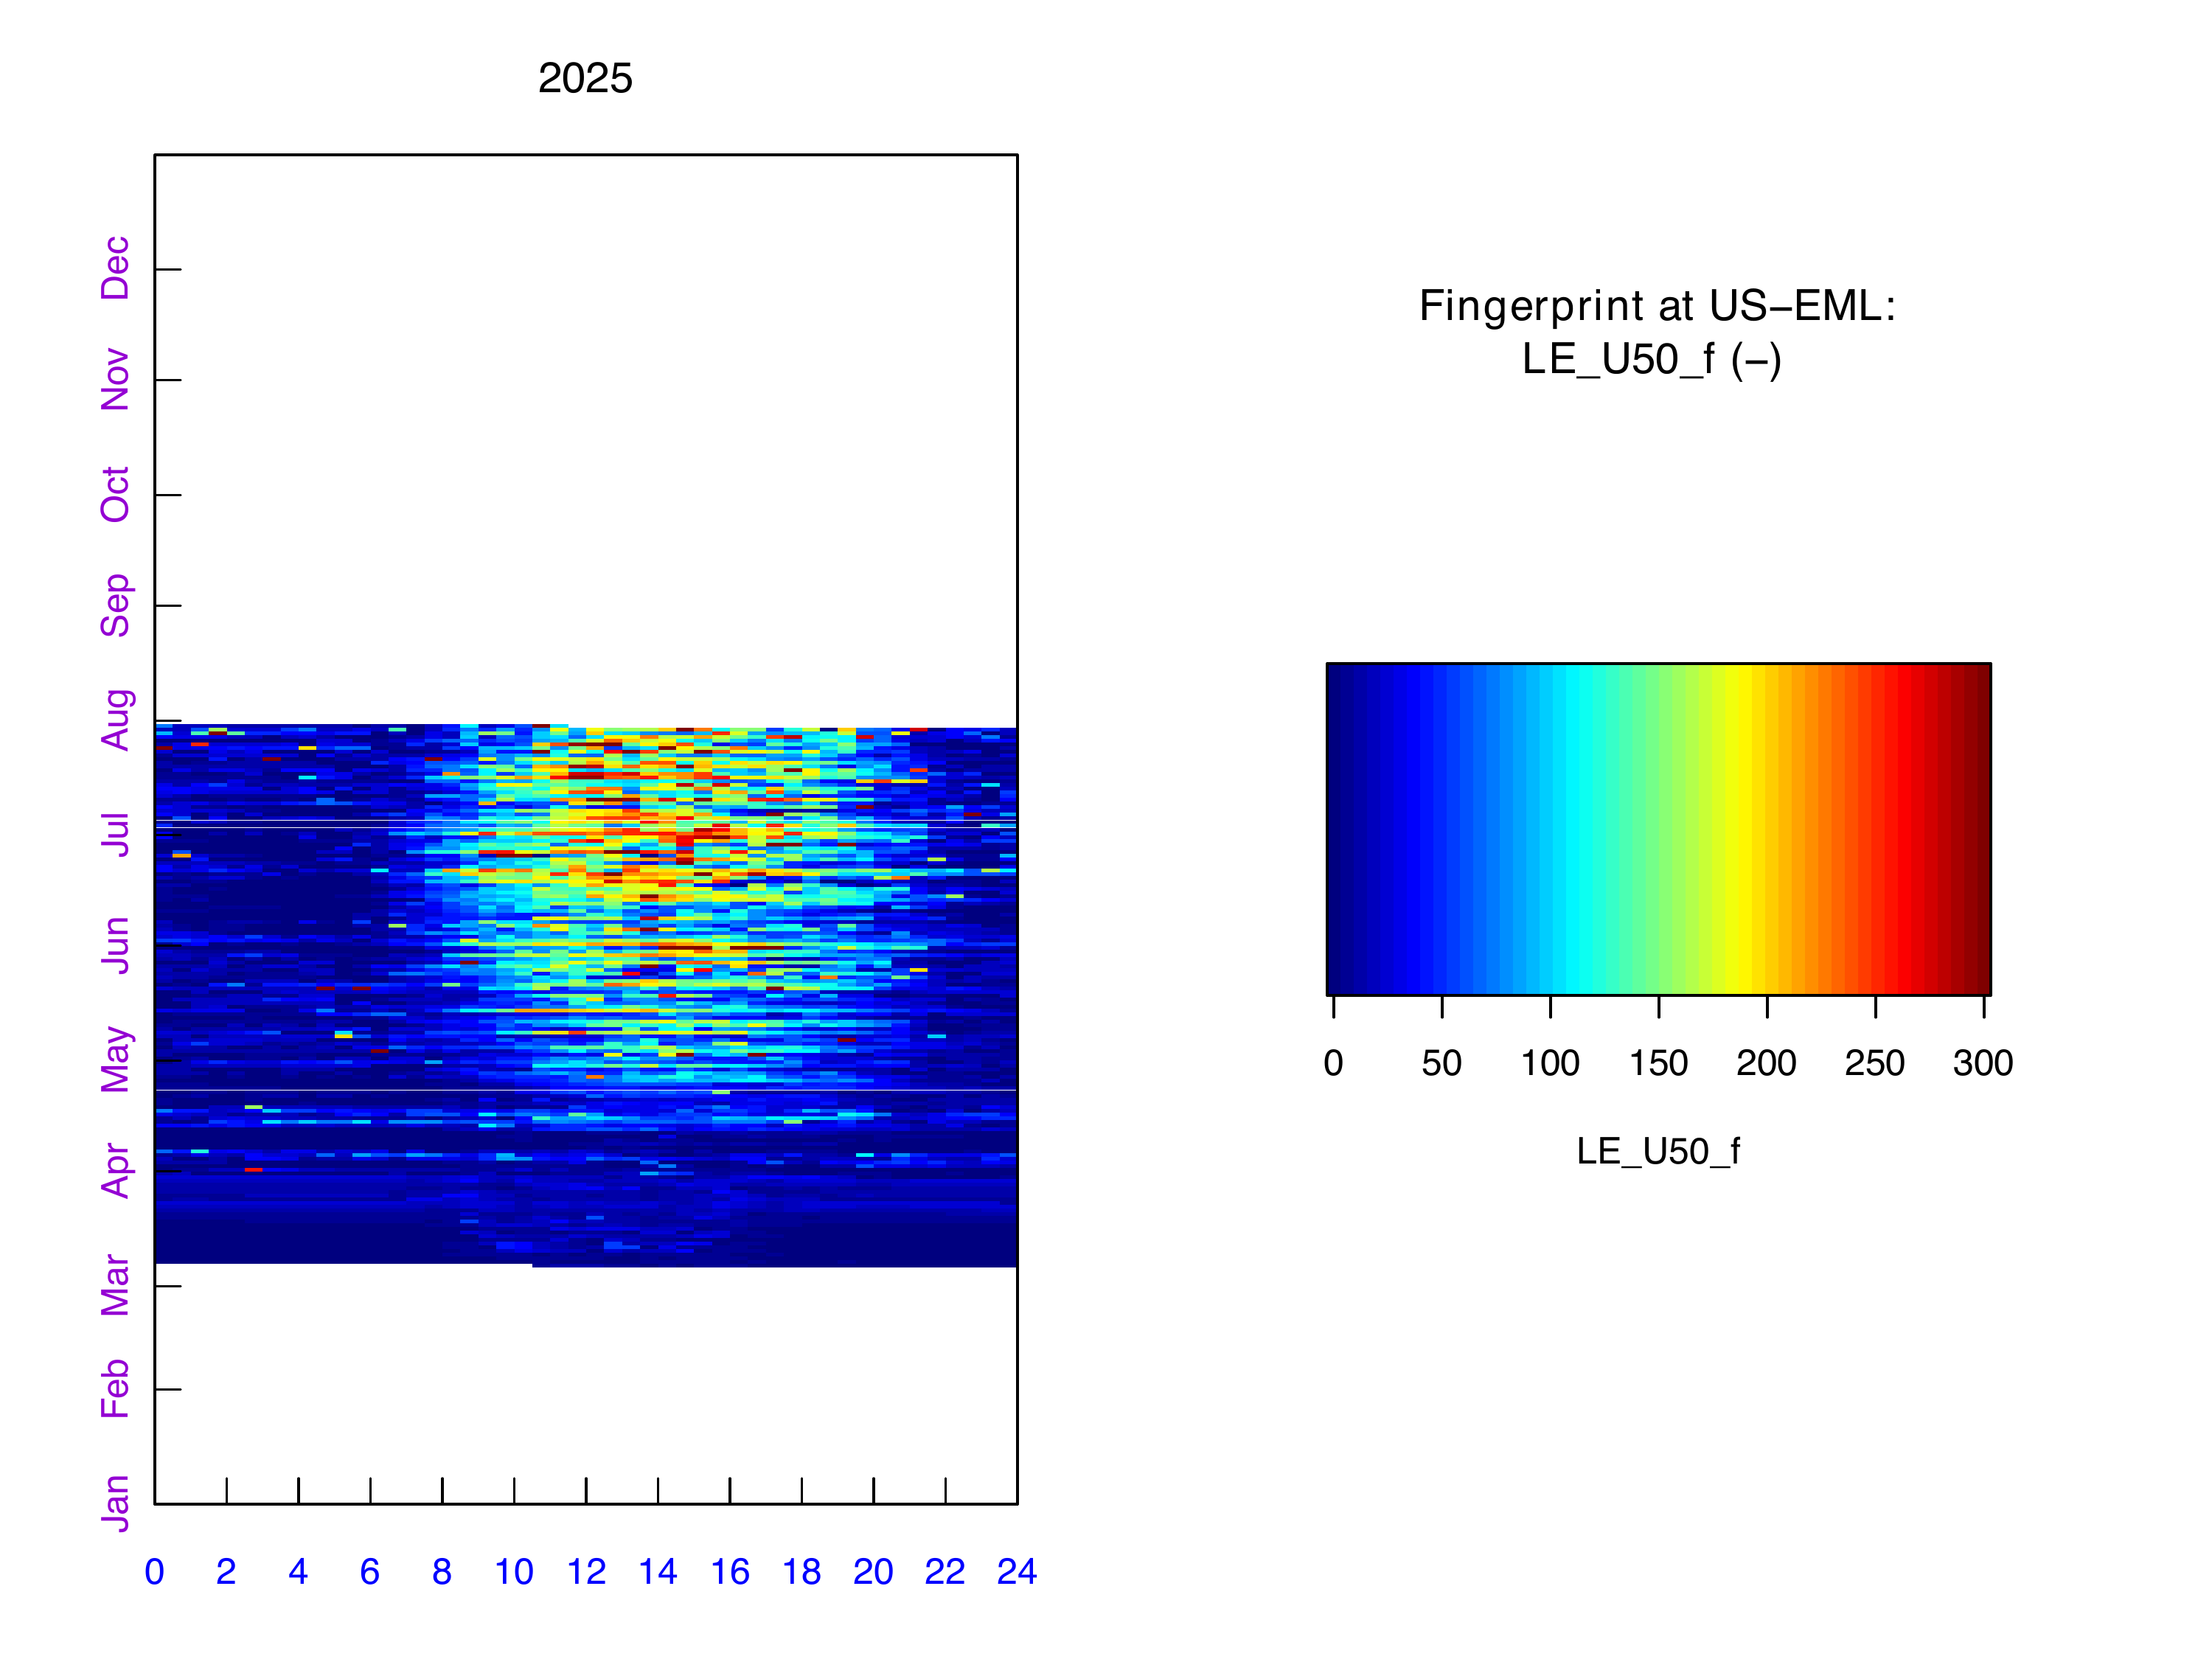 2025
Dec
Nov
Oct
Sep
Aug
Jul
Jun
May
Apr
Mar
Feb
Jan
0 2 4 6 8 10 12 14 16 18 20 22 24
Fingerprint at US−EML:
LE_U50_f (−)
0 50 100 150 200 250 300
LE_U50_f